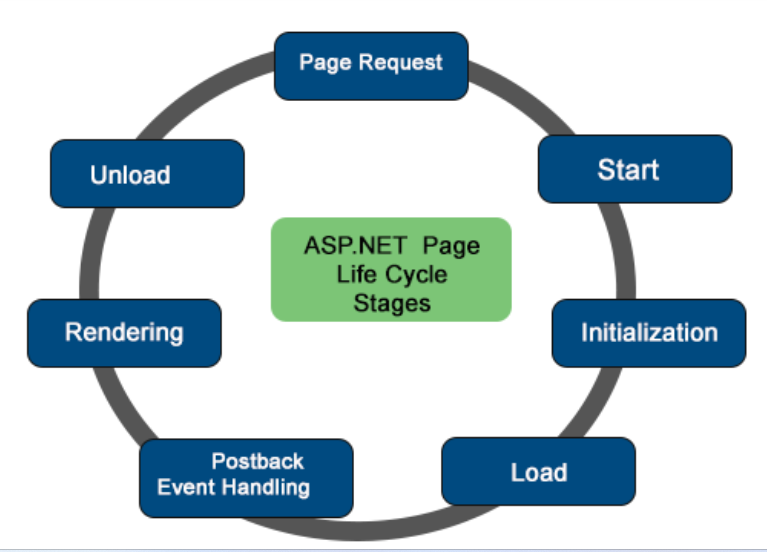 Page Request
Start
Initialization
Load
Postback
Event Handling
Rendering
Unload
ASP.NET Page
Life Cycle
Stages